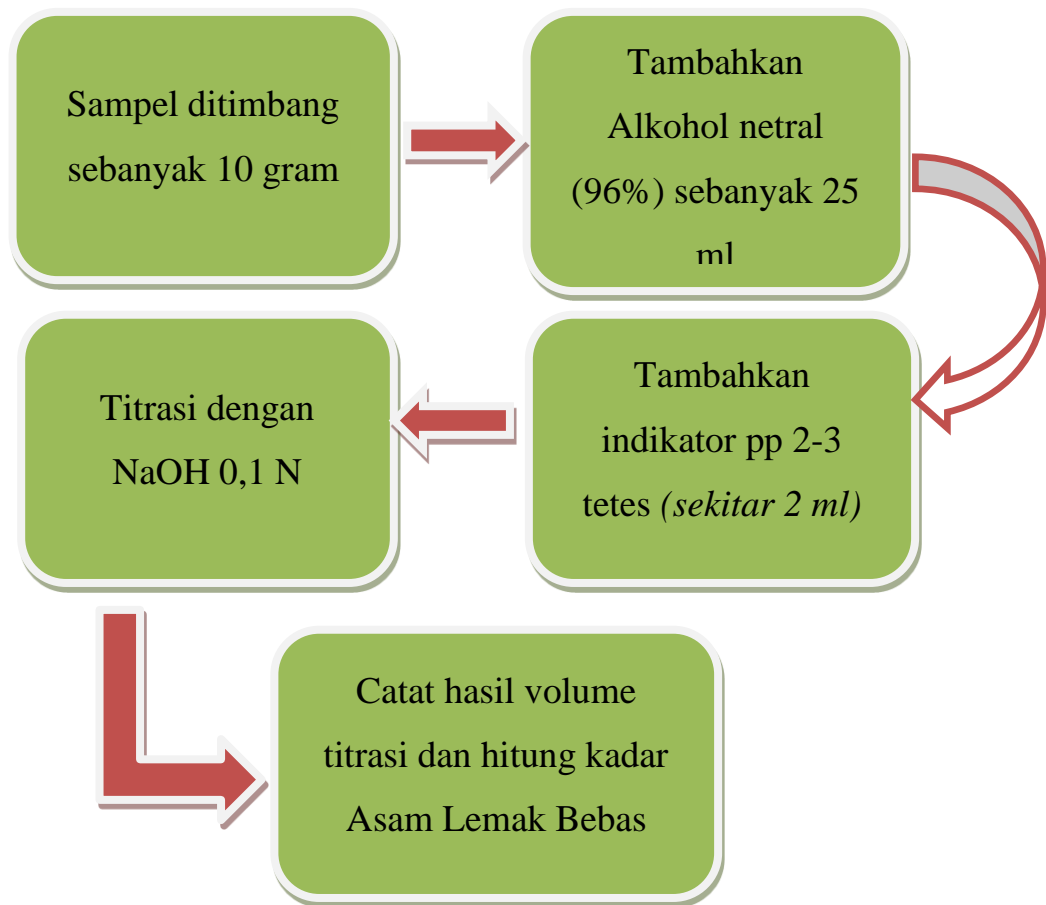 Sampel ditimbang
sebanyak 10 gram
Tambahkan
Alkohol netral
(96%) sebanyak 25
ml
Tambahkan
indikator pp 2-3
tetes (sekitar 2 ml)
Titrasi dengan
NaOH 0,1 N
Catat hasil volume
titrasi dan hitung kadar
Asam Lemak Bebas